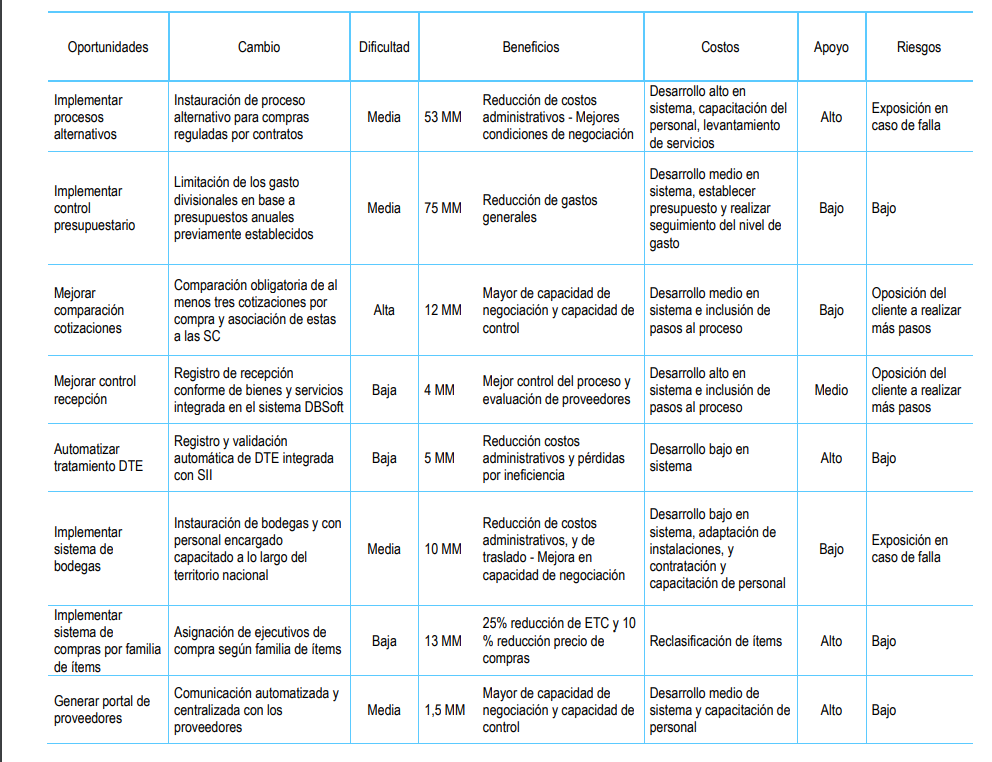 Oportunidades Cambio Dificultad Beneficios Costos Apoyo Riesgos
Implementar
procesos
alternativos
Instauración de proceso
alternativo para compras
reguladas por contratos
Media
53 MM
Reducción de costos
administrativos - Mejores
condiciones de negociación
Desarrollo alto en
sistema, capacitación del
personal, levantamiento
de servicios
Alto
Exposición en
caso de falla
Implementar
control
presupuestario
Limitación de los gasto
divisionales en base a
presupuestos anuales
previamente establecidos
Media
75 MM
Reducción de gastos
generales
Desarrollo medio en
sistema, establecer
presupuesto y realizar
seguimiento del nivel de
gasto
Bajo
Bajo
Mejorar
comparación
cotizaciones
Comparación obligatoria de al
menos tres cotizaciones por
compra y asociación de estas
a las SC
Alta
12 MM
Mayor de capacidad de
negociación y capacidad de
control
Desarrollo medio en
sistema e inclusión de
pasos al proceso
Bajo
Oposición del
cliente a realizar
más pasos
Mejorar control
recepción
Registro de recepción
conforme de bienes y servicios
integrada en el sistema DBSoft
Baja
4 MM
Mejor control del proceso y
evaluación de proveedores
Desarrollo alto en
sistema e inclusión de
pasos al proceso
Medio
Oposición del
cliente a realizar
más pasos
Automatizar
tratamiento DTE
Registro y validación
automática de DTE integrada
con SII
Baja
5 MM
Reducción costos
administrativos y pérdidas
por ineficiencia
Desarrollo bajo en
sistema
Alto
Bajo
Implementar
sistema de
bodegas
Instauración de bodegas y con
personal encargado
capacitado a lo largo del
territorio nacional
Media
10 MM
Reducción de costos
administrativos, y de
traslado - Mejora en
capacidad de negociación
Desarrollo bajo en
sistema, adaptación de
instalaciones, y
contratación y
capacitación de personal
Bajo
Exposición en
caso de falla
Implementar
sistema de
compras por familia
de ítems
Asignación de ejecutivos de
compra según familia de ítems
Baja
13 MM
25% reducción de ETC y 10
% reducción precio de
compras
Reclasificación de ítems
Alto
Bajo
Generar portal de
proveedores
Comunicación automatizada y
centralizada con los
proveedores
Media
1,5 MM
Mayor de capacidad de
negociación y capacidad de
control
Desarrollo medio de
sistema y capacitación de
personal
Alto
Bajo